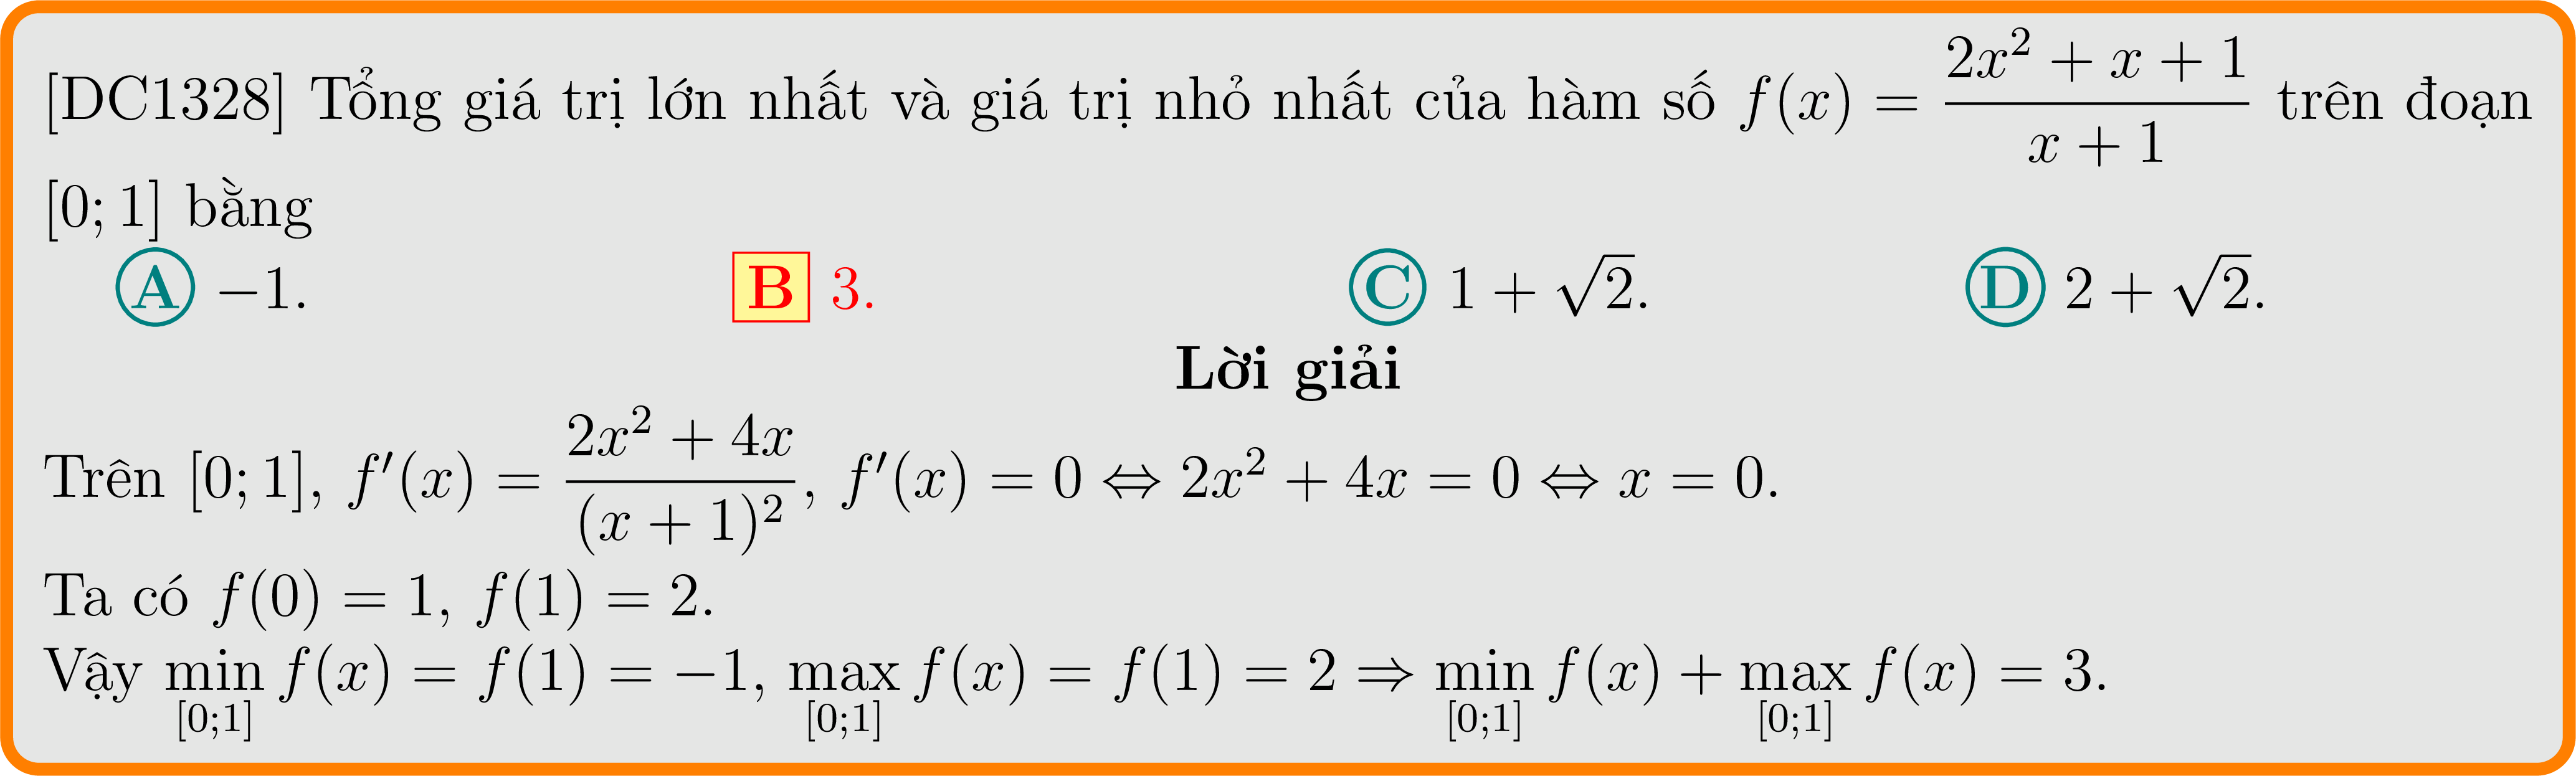 [DC1328] Tổng giá trị lớn nhất và giá trị nhỏ nhất của hàm số $f(x) = \dfrac{2x^2 + x + 1}{x + 1}$ trên đoạn
[0; 1] bằng
A −1. B 3. C $1 + \sqrt{2}$. D $2 + \sqrt{2}$.
Lời giải
Trên [0; 1], $f'(x) = \dfrac{2x^2 + 4x}{(x + 1)^2}$, $f'(x) = 0 \Leftrightarrow 2x^2 + 4x = 0 \Leftrightarrow x = 0$.
Ta có $f(0) = 1$, $f(1) = 2$.
Vậy $\min\limits_{[0;1]} f(x) = f(1) = -1$, $\max\limits_{[0;1]} f(x) = f(1) = 2 \Rightarrow \min\limits_{[0;1]} f(x) + \max\limits_{[0;1]} f(x) = 3$.